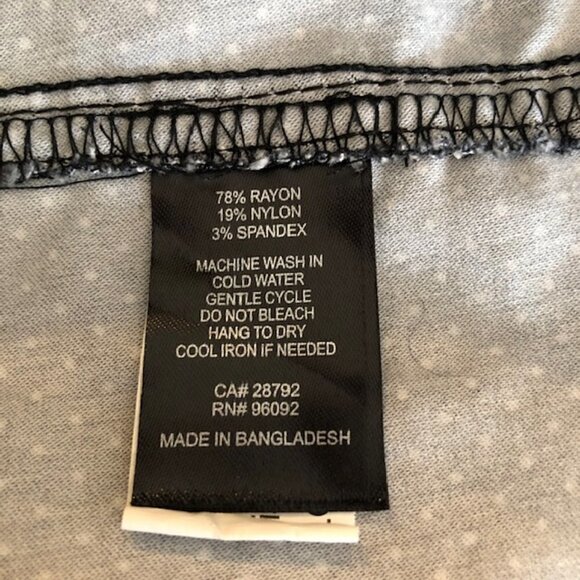 78% RAYON
19% NYLON
3% SPANDEX
MACHINE WASH IN
COLD WATER
GENTLE CYCLE
DO NOT BLEACH
HANG TO DRY
COOL IRON IF NEEDED
CA# 28792
RN# 96092
MADE IN BANGLADESH